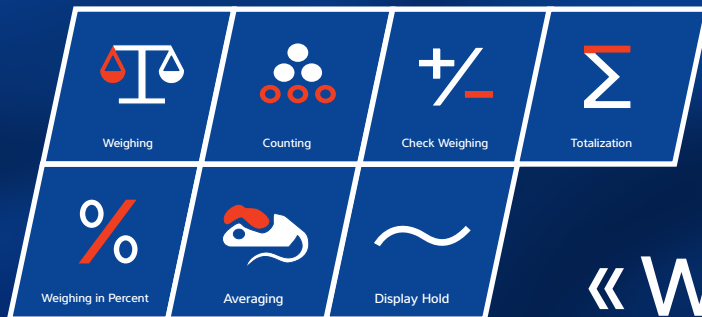 Weighing
Counting
Check Weighing
Totalization
Weighing in Percent
Averaging
Display Hold
« W